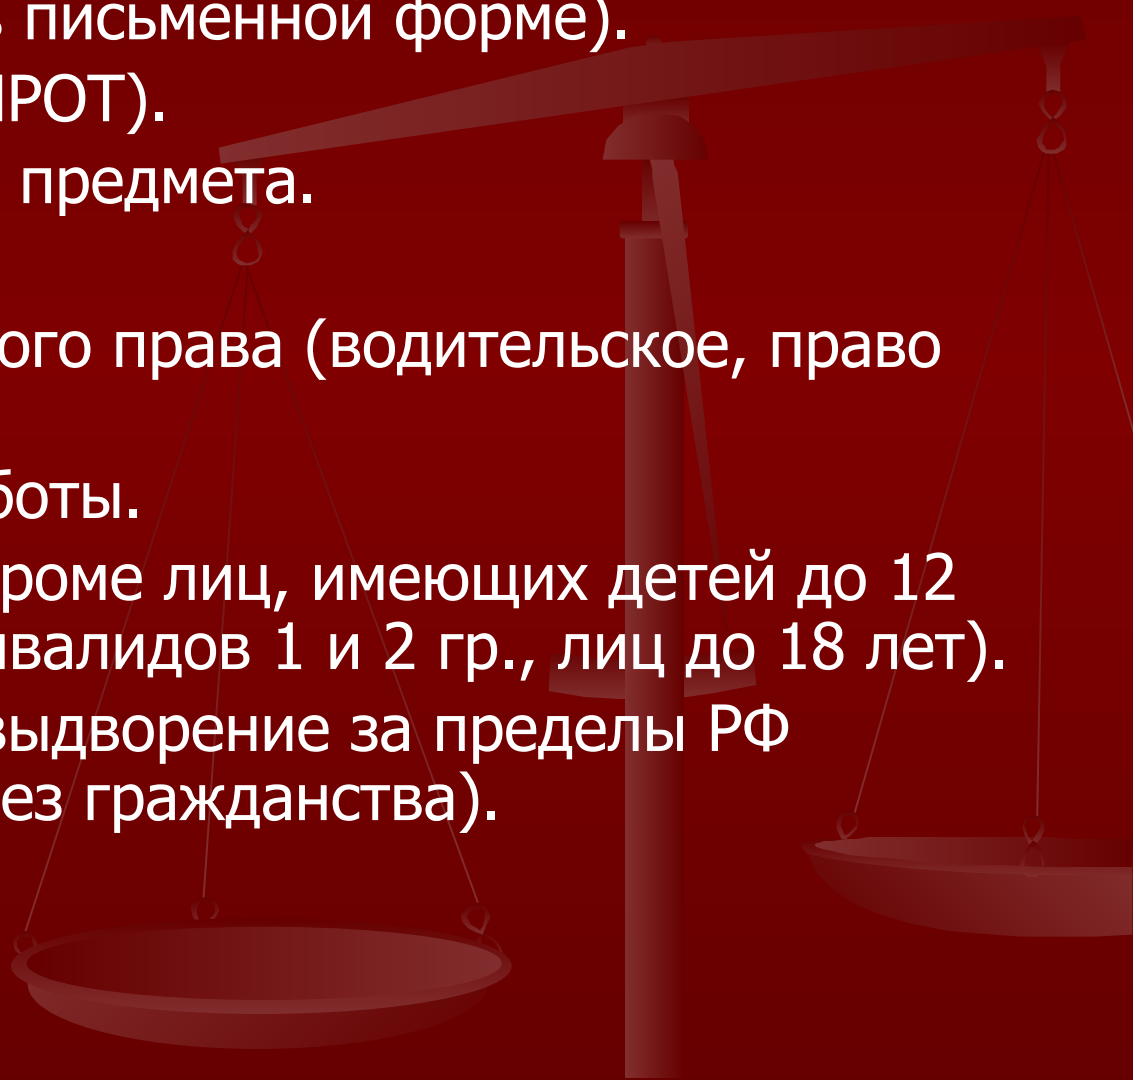 письменной форме).
РОТ).
предмета.
ого права (водительское, право
боты.
роме лиц, имеющих детей до 12
валидов 1 и 2 гр., лиц до 18 лет).
выдворение за пределы РФ
ез гражданства).